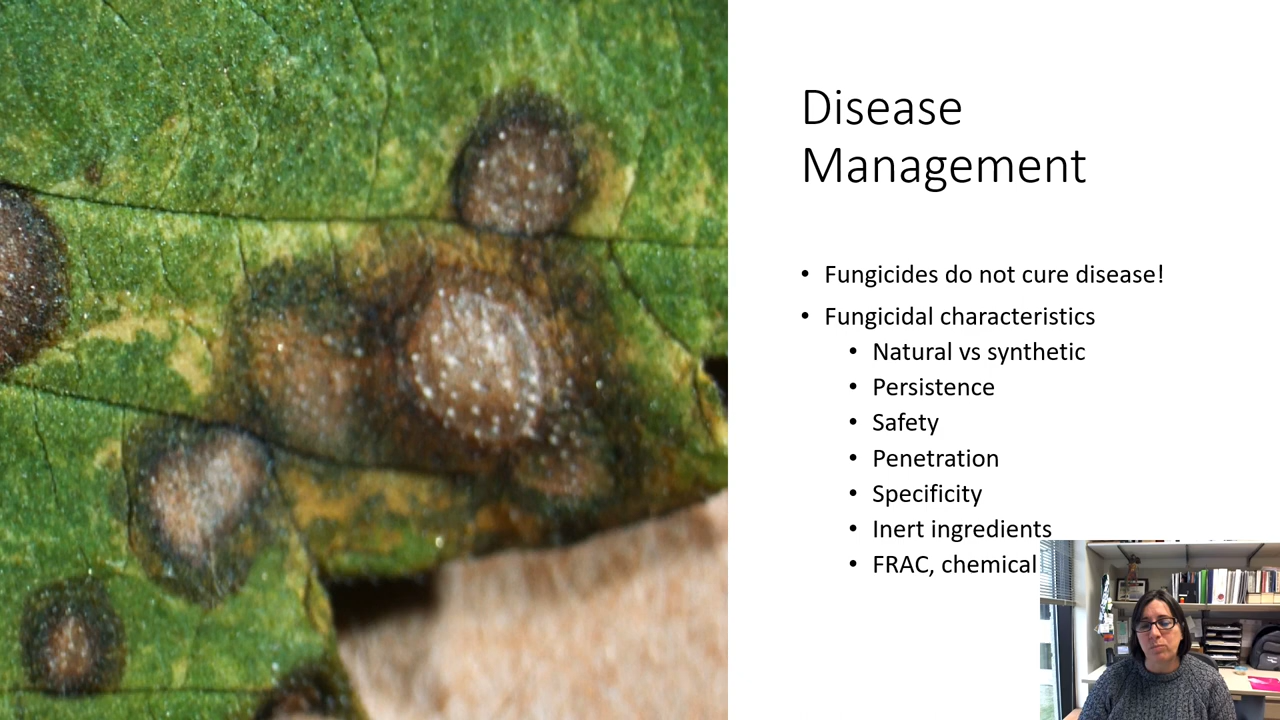 Disease
Management
• Fungicides do not cure disease!
• Fungicidal characteristics
• Natural vs synthetic
• Persistence
• Safety
• Penetration
• Specificity
• Inert ingredients
• FRAC, chemical